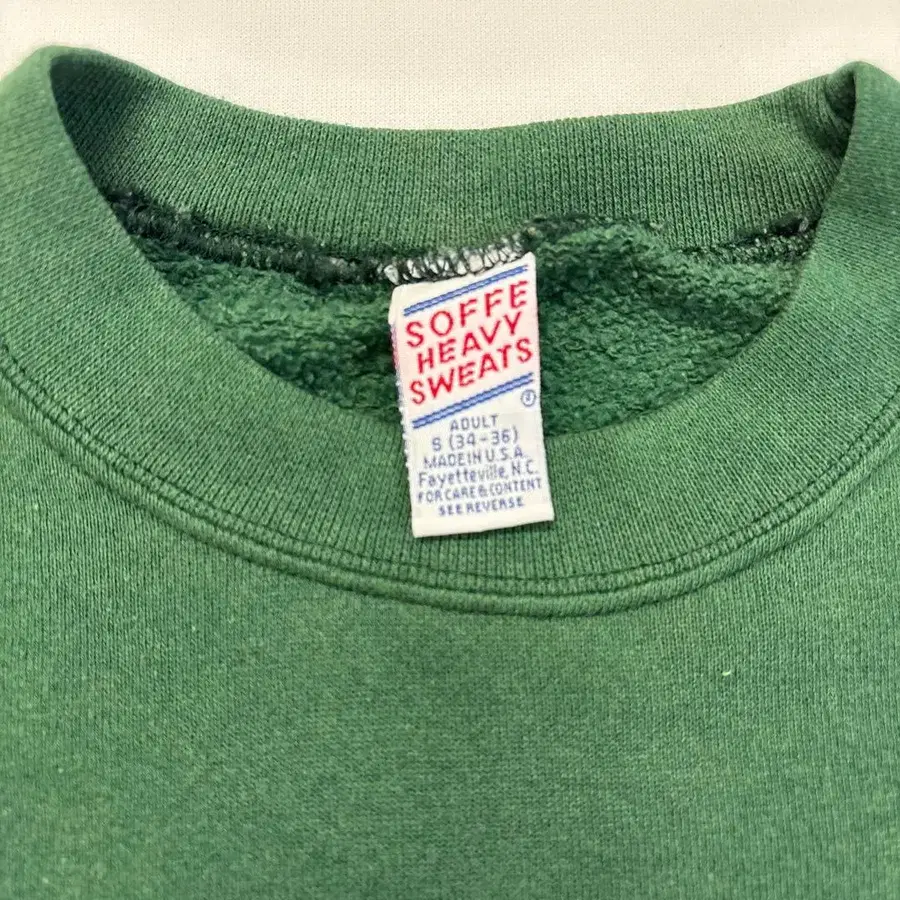 SOFFE
HEAVY
SWEATS
®
ADULT
S (34-36)
MADE IN U.S.A.
Fayetteville, N.C.
FOR CARE & CONTENT
SEE REVERSE